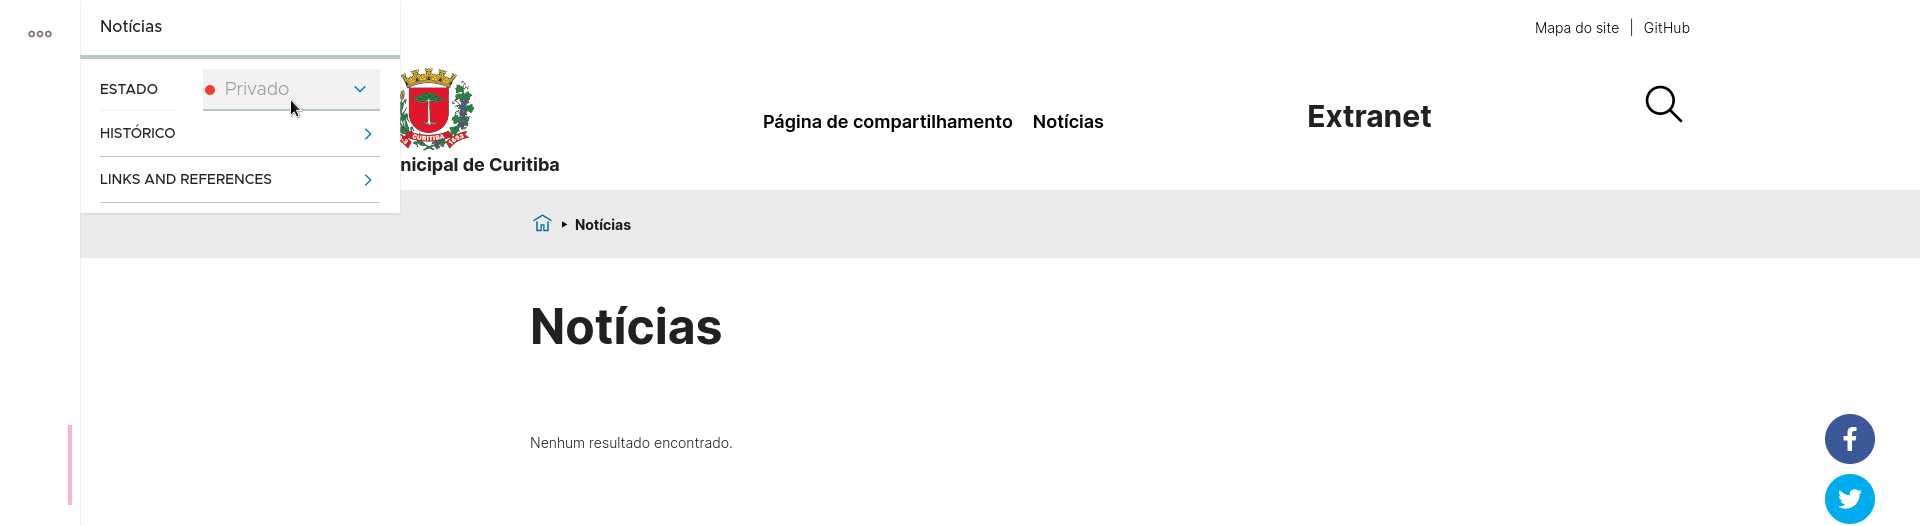 Notícias
Mapa do site | GitHub
ESTADO
Privado
HISTÓRICO
LINKS AND REFERENCES
CURITIBA
nicipal de Curitiba
Página de compartilhamento
Notícias
Extranet
Notícias
Notícias
Nenhum resultado encontrado.